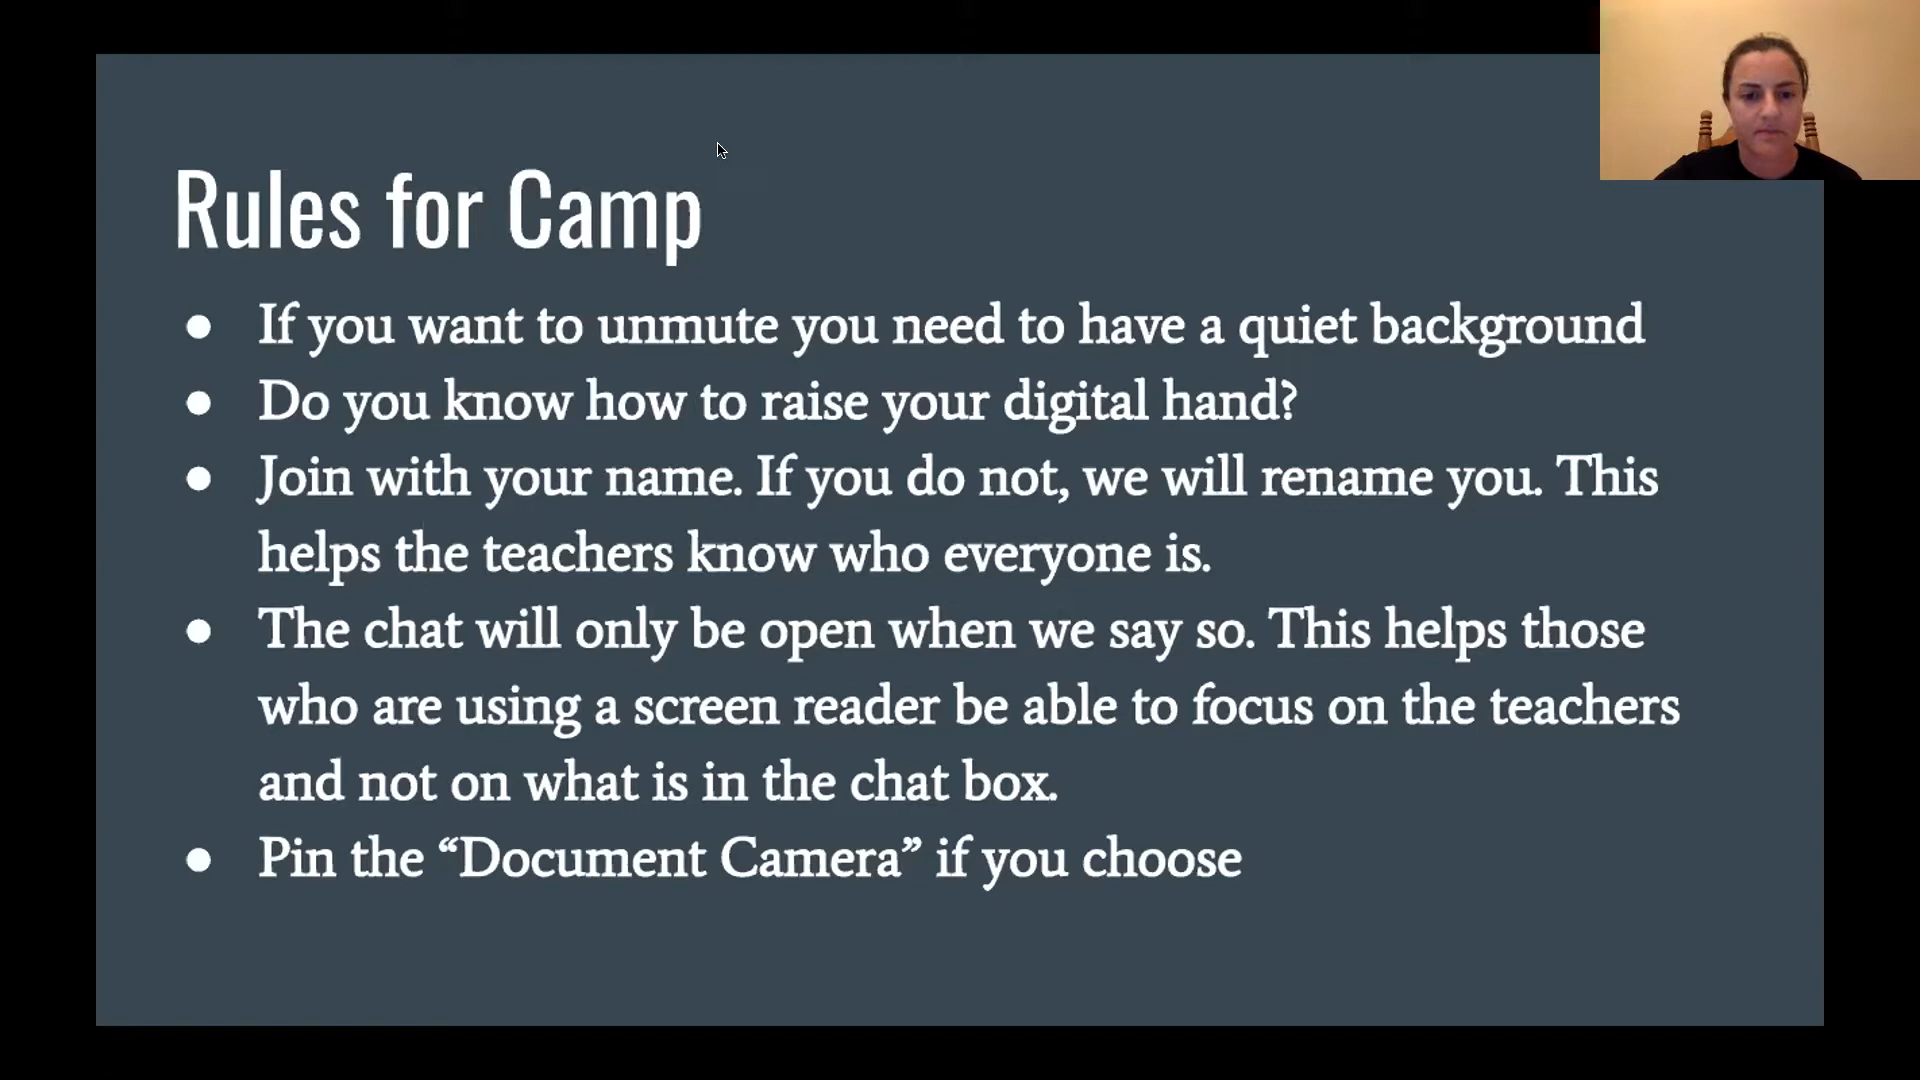 Rules for Camp
● If you want to unmute you need to have a quiet background
● Do you know how to raise your digital hand?
● Join with your name. If you do not, we will rename you. This
helps the teachers know who everyone is.
● The chat will only be open when we say so. This helps those
who are using a screen reader be able to focus on the teachers
and not on what is in the chat box.
● Pin the “Document Camera” if you choose